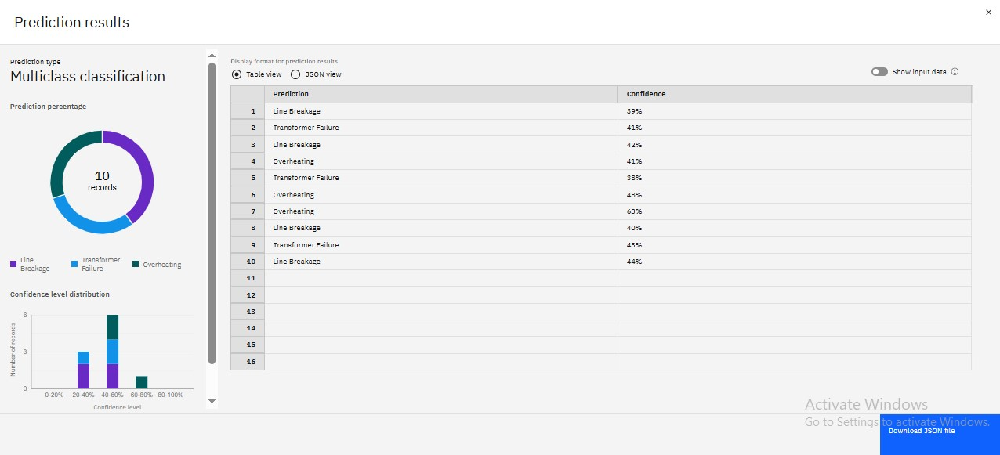 Prediction results
×
Prediction type
Multiclass classification
Prediction percentage
10
records
Line Breakage
Transformer Failure
Overheating
Confidence level distribution
Number of records
6
3
0
0-20% 20-40% 40-60% 60-80% 80-100%
Confidence level
Display format for prediction results
Table view JSON view
Show input data
Prediction Confidence
1 Line Breakage 39%
2 Transformer Failure 41%
3 Line Breakage 42%
4 Overheating 41%
5 Transformer Failure 38%
6 Overheating 48%
7 Overheating 63%
8 Line Breakage 40%
9 Transformer Failure 43%
10 Line Breakage 44%
11
12
13
14
15
16
Activate Windows
Go to Settings to activate Windows.
Download JSON file